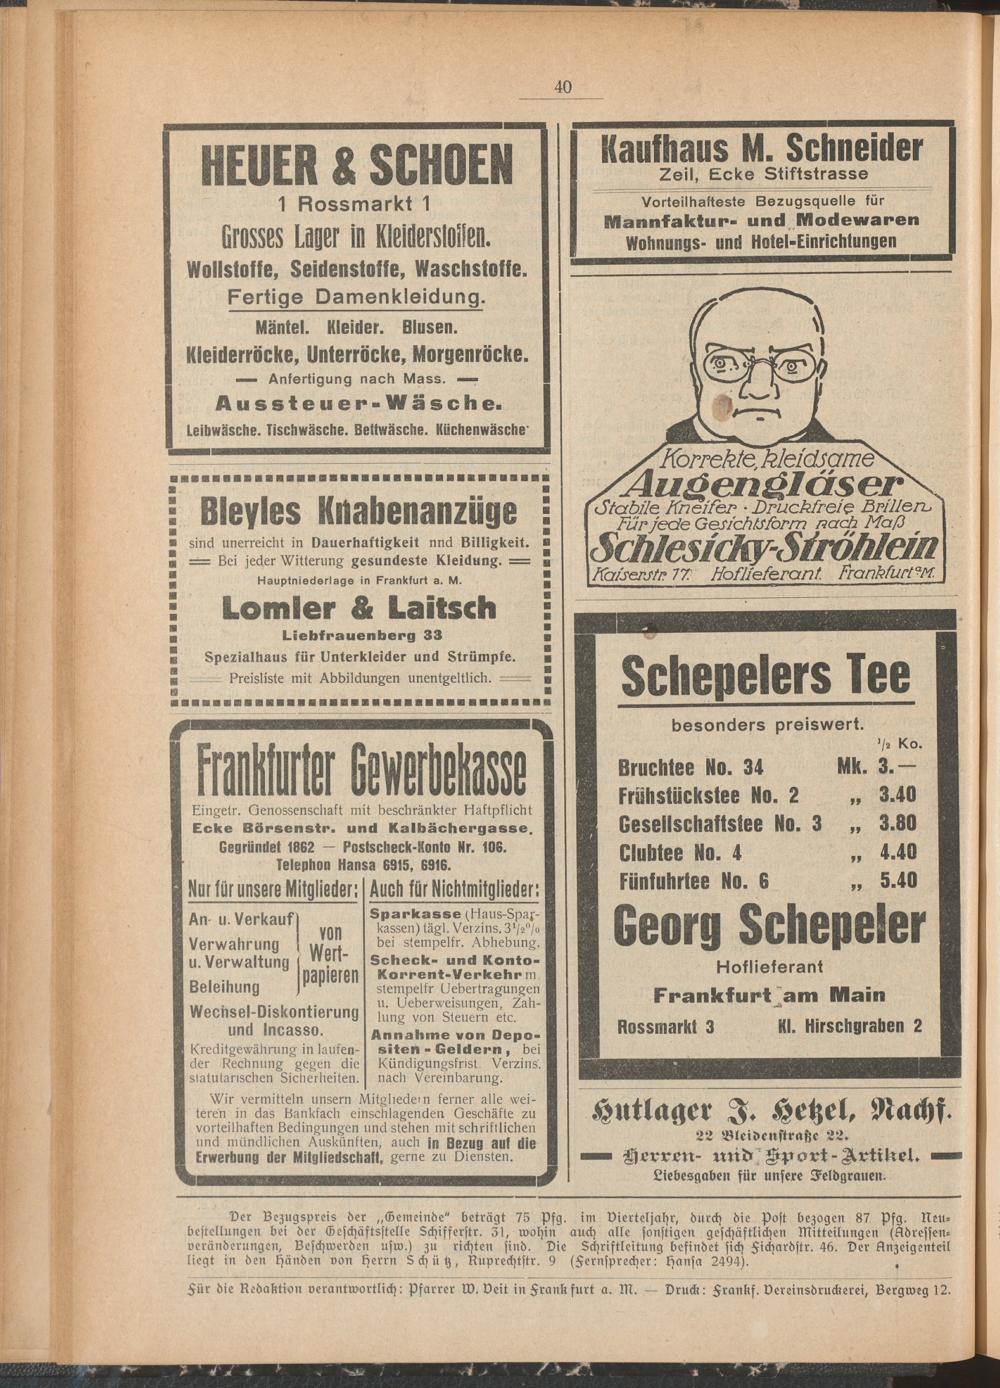 40
HEUER & SCHOEN
1 Rossmarkt 1
Grosses Lager in Kleiderstoffen.
Wollstoffe, Seidenstoffe, Waschstoffe.
Fertige Damenkleidung.
Mäntel. Kleider. Blusen.
Kleiderröcke, Unterröcke, Morgenröcke.
— Anfertigung nach Mass. —
Aussteuer-Wäsche.
Leibwäsche. Tischwäsche. Bettwäsche. Küchenwäsche
Bleyles Knabenanzüge
sind unerreicht in Dauerhaftigkeit nnd Billigkeit.
Bei jeder Witterung gesundeste Kleidung.
Hauptniederlage in Frankfurt a. M.
Lomler & Laitsch
Liebfrauenberg 33
Spezialhaus für Unterkleider und Strümpfe.
Preisliste mit Abbildungen unentgeltlich.
Frankfurter Gewerbekasse
Eingetr. Genossenschaft mit beschränkter Haftpflicht
Ecke Börsenstr. und Kalbächergasse.
Gegründet 1862 — Postscheck-Konto Nr. 106.
Telephon Hansa 6915, 6916.
Nur für unsere Mitglieder:
An- u. Verkauf
Verwahrung
u. Verwaltung
Beleihung
von
Wert-
papieren
Wechsel-Diskontierung
und Incasso.
Kreditgewährung in laufen-
der Rechnung gegen die
statutarischen Sicherheiten.
Auch für Nichtmitglieder:
Sparkasse (Haus-Spar-
kassen) tägl. Verzins. 3½%
bei stempelfr. Abhebung.
Scheck- und Konto-
Korrent-Verkehr m.
stempelfr Uebertragungen
u. Ueberweisungen, Zah-
lung von Steuern etc.
Annahme von Depo-
siten-Geldern, bei
Kündigungsfrist. Verzins.
nach Vereinbarung.
Wir vermitteln unsern Mitgliedern ferner alle wei-
teren in das Bankfach einschlagenden Geschäfte zu
vorteilhaften Bedingungen und stehen mit schriftlichen
und mündlichen Auskünften, auch in Bezug auf die
Erwerbung der Mitgliedschaft, gerne zu Diensten.
Kaufhaus M. Schneider
Zeil, Ecke Stiftstrasse
Vorteilhafteste Bezugsquelle für
Mannfaktur- und Modewaren
Wohnungs- und Hotel-Einrichtungen
Korrekte, kleidsame
Augengläser
Stabile Kneifer · Druckfreie Brillen
Für jede Gesichtsform nach Maß
Schlesicky-Ströhlein
Kaiserstr 17. Hoflieferant. Frankfurt a/M.
Schepelers Tee
besonders preiswert.
½ Ko.
Bruchtee No. 34 Mk. 3.—
Frühstückstee No. 2 „ 3.40
Gesellschaftstee No. 3 „ 3.80
Clubtee No. 4 „ 4.40
Fünfuhrtee No. 6 „ 5.40
Georg Schepeler
Hoflieferant
Frankfurt am Main
Rossmarkt 3 Kl. Hirschgraben 2
Hutlager J. Hetzel, Nachf.
22 Bleidenstraße 22.
— Herren- und Sport-Artikel. —
Liebesgaben für unsere Feldgrauen.
Der Bezugspreis der „Gemeinde“ beträgt 75 Pfg. im Vierteljahr, durch die Post bezogen 87 Pfg. Neu-
bestellungen bei der Geschäftsstelle Schifferstr. 31, wohin auch alle sonstigen geschäftlichen Mitteilungen (Adressen-
veränderungen, Beschwerden usw.) zu richten sind. Die Schriftleitung befindet sich Fichardstr. 46. Der Anzeigenteil
liegt in den Händen von Herrn Schütz, Ruprechtstr. 9 (Fernsprecher: Hansa 2494).
Für die Redaktion verantwortlich: Pfarrer W. Veit in Frankfurt a. M. — Druck: Frankf. Vereinsdruckerei, Bergweg 12.